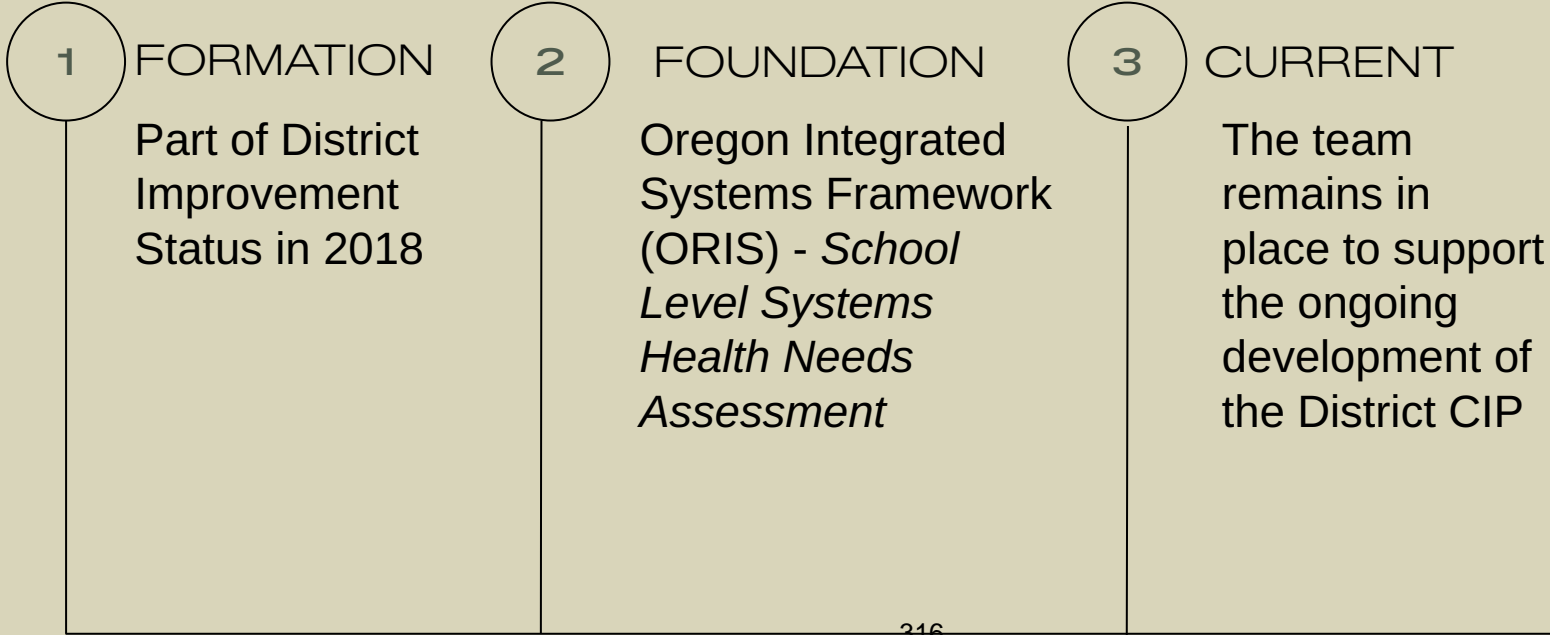 1
FORMATION
Part of District
Improvement
Status in 2018
2
FOUNDATION
Oregon Integrated
Systems Framework
(ORIS) - School
Level Systems
Health Needs
Assessment
3
CURRENT
The team
remains in
place to support
the ongoing
development of
the District CIP
316